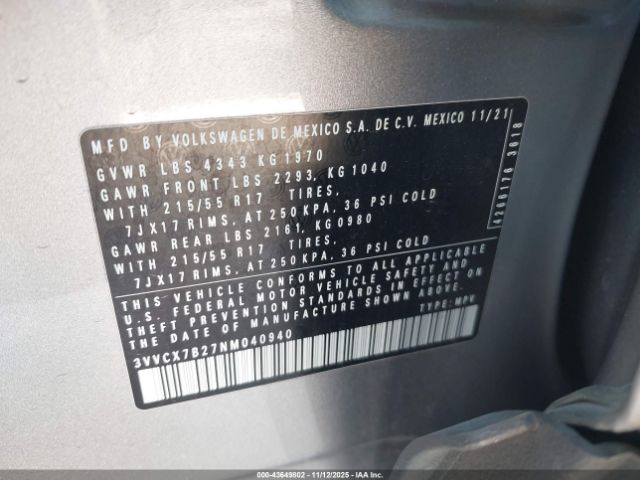 MFD BY VOLKSWAGEN DE MEXICO S.A. DE C.V. MEXICO 11/21
GVWR LBS 4343 KG 1970
GAWR FRONT LBS 2293, KG 1040
WITH 215/55 R17 TIRES,
7JX17 RIMS, AT 250 KPA, 36 PSI COLD
GAWR REAR LBS 2161, KG 0980
WITH 215/55 R17 TIRES,
7JX17 RIMS, AT 250 KPA, 36 PSI COLD
THIS VEHICLE CONFORMS TO ALL APPLICABLE
U.S. FEDERAL MOTOR VEHICLE SAFETY AND
THEFT PREVENTION STANDARDS IN EFFECT ON
THE DATE OF MANUFACTURE SHOWN ABOVE.
TYPE: MPV
3VVCX7B27NM040940
4266176 3618
000-43649802 - 11/12/2025 - IAAI.COM